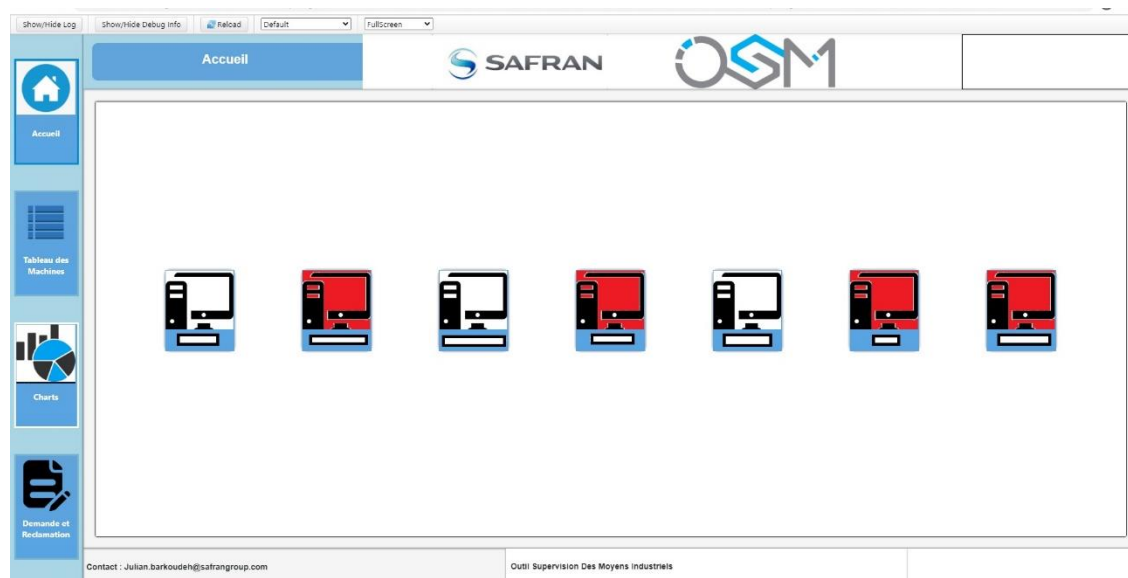 Show/Hide Log Show/Hide Debug Info Reload Default FullScreen
Accueil
SAFRAN
OSM
Accueil
Tableau des
Machines
Charts
Demande et
Reclamation
Contact : Julian.barkoudeh@safrangroup.com
Outil Supervision Des Moyens Industriels